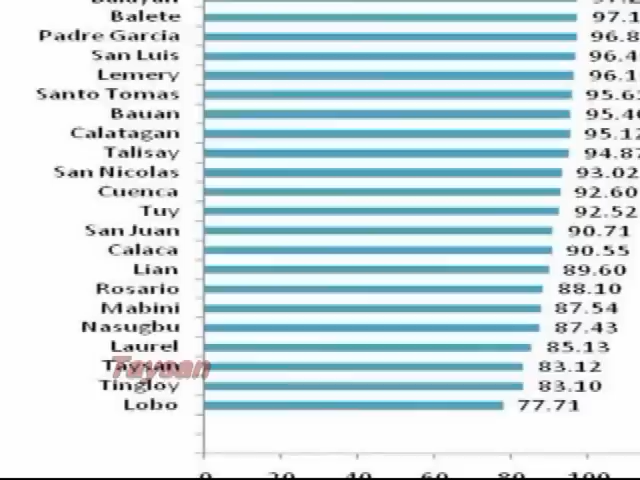 Balayan
Balete 97.1
Padre Garcia 96.8
San Luis 96.4
Lemery 96.1
Santo Tomas 95.63
Bauan 95.40
Calatagan 95.12
Talisay 94.87
San Nicolas 93.02
Cuenca 92.60
Tuy 92.52
San Juan 90.71
Calaca 90.55
Lian 89.60
Rosario 88.10
Mabini 87.54
Nasugbu 87.43
Laurel 85.13
Taysan Taysan 83.12
Tingloy 83.10
Lobo 77.71
0 20 40 60 80 100